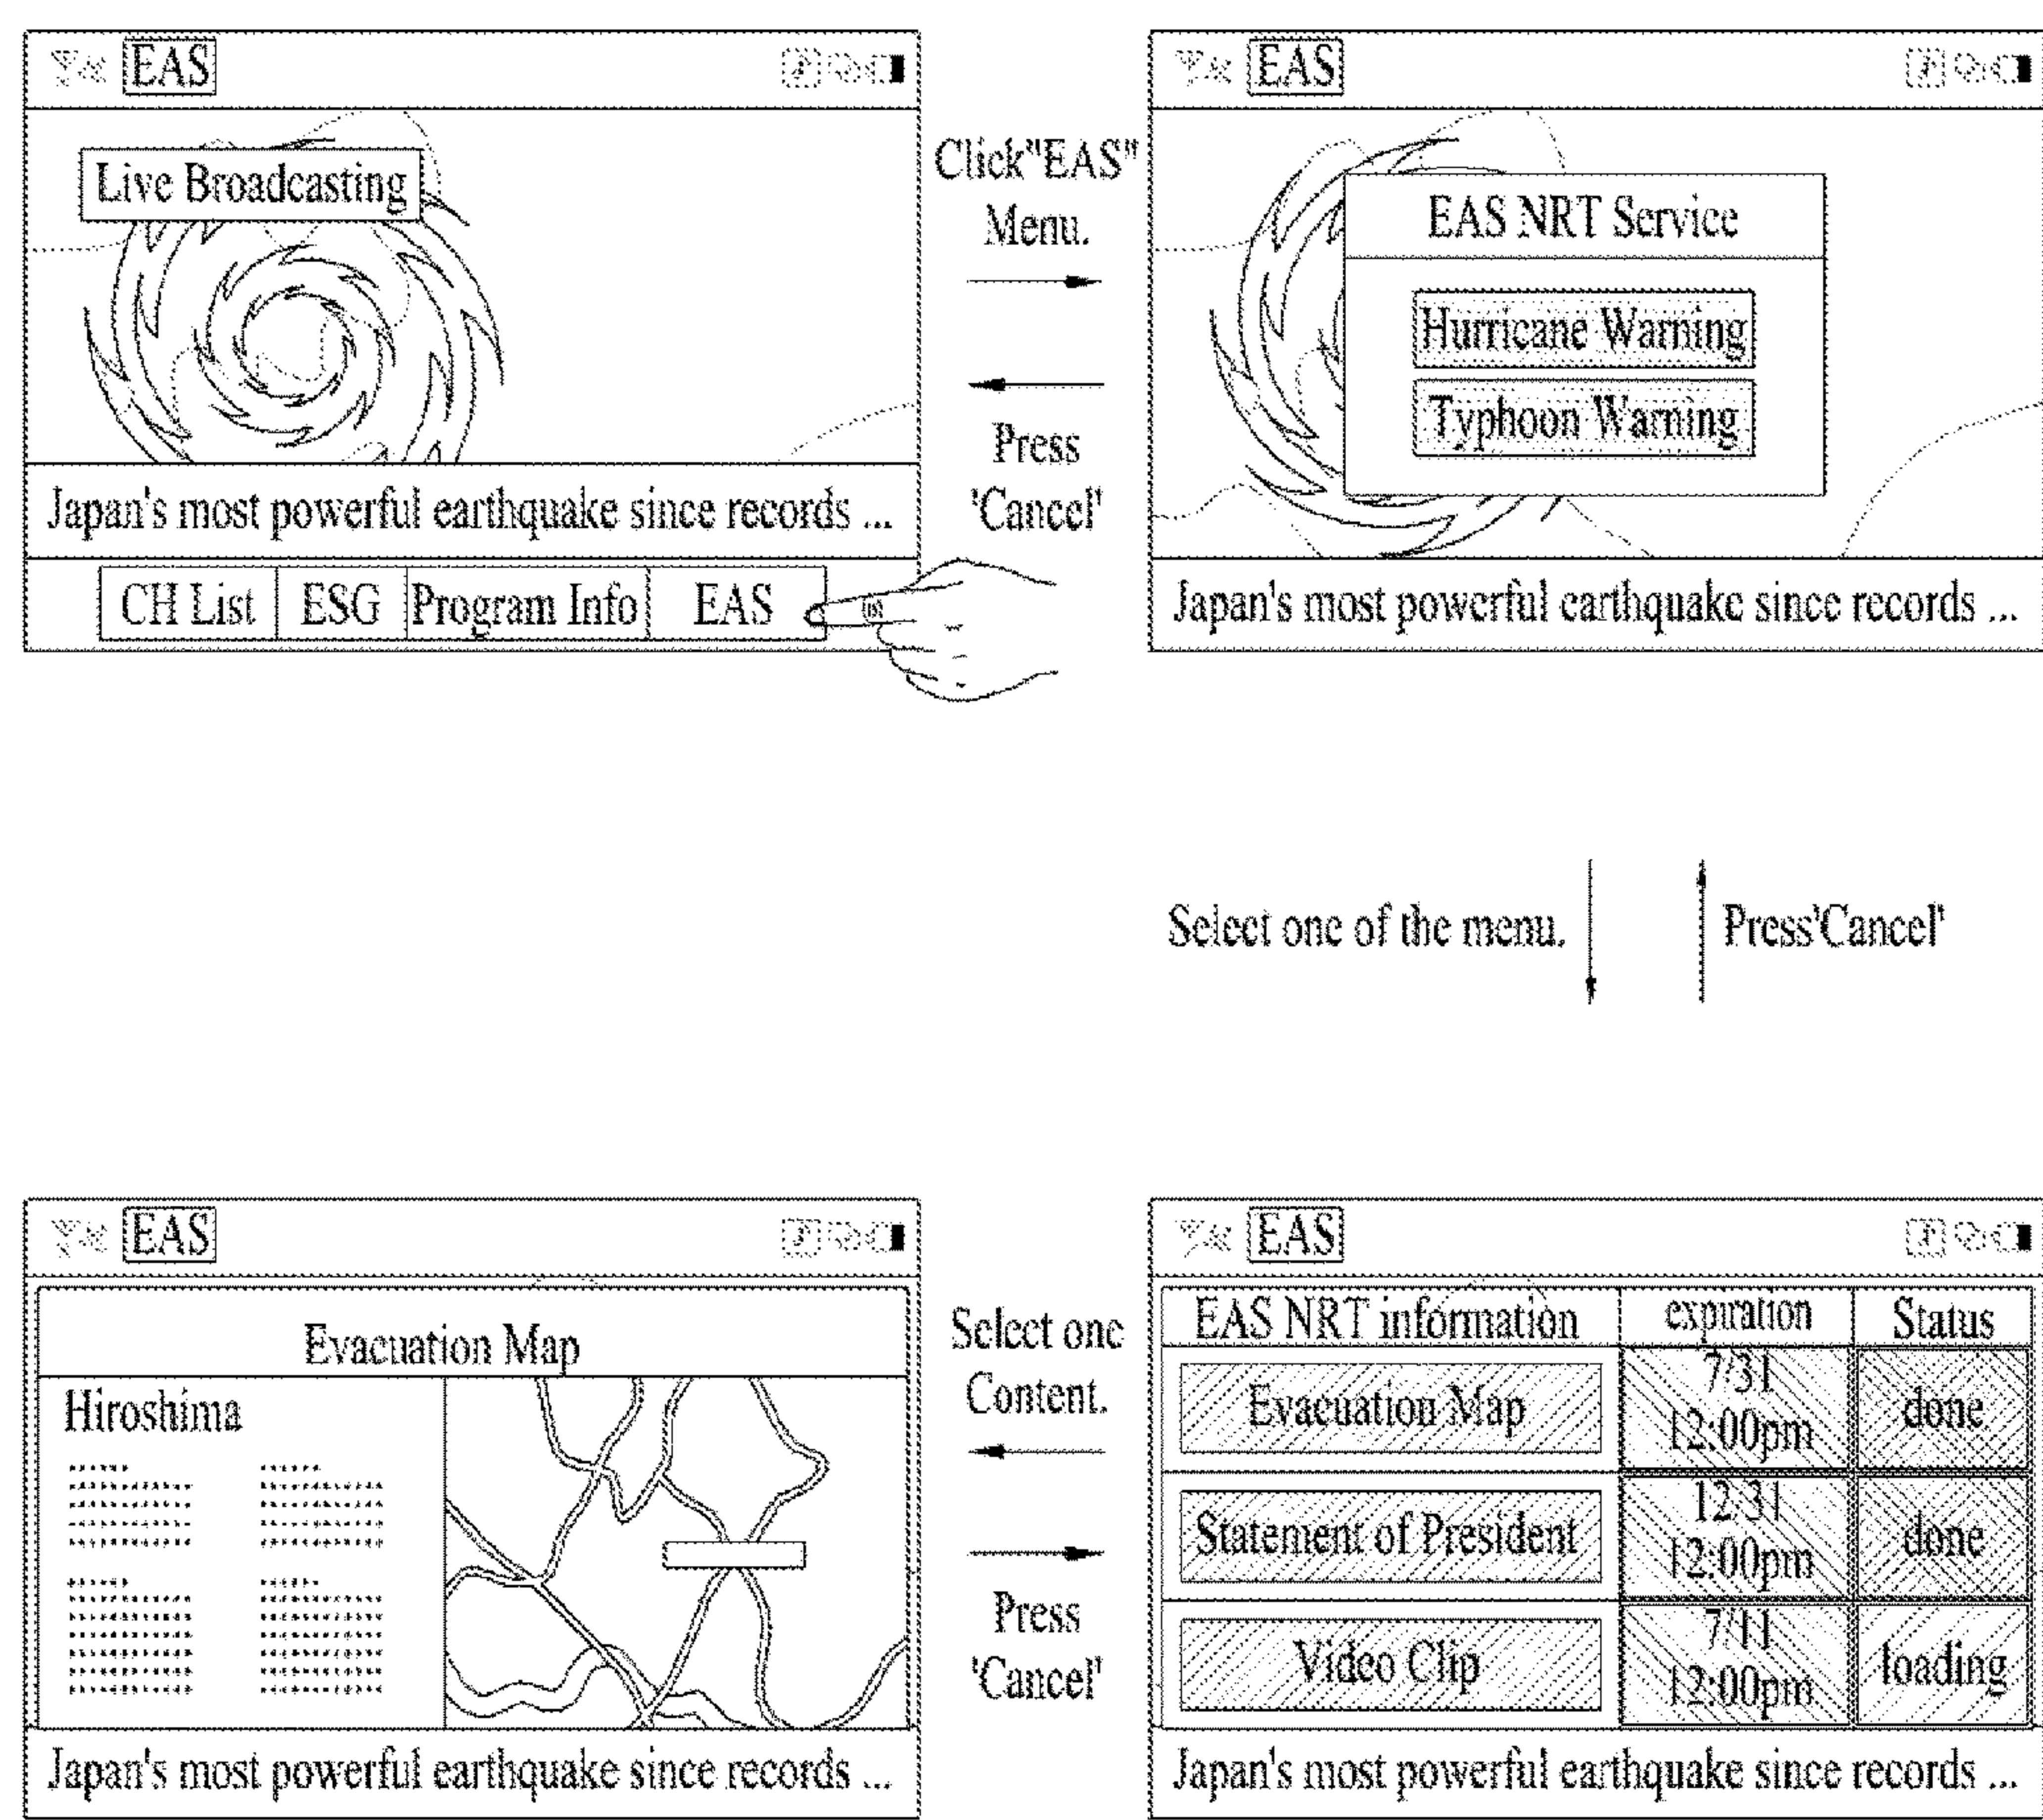 EAS
Live Broadcasting
Japan's most powerful earthquake since records ...
CH List ESG Program Info EAS
Click"EAS"
Menu.
Press
'Cancel'
EAS
EAS NRT Service
Hurricane Warning
Typhoon Warning
Japan's most powerful earthquake since records ...
Select one of the menu.
Press'Cancel'
EAS
Evacuation Map
Hiroshima
Japan's most powerful earthquake since records ...
Select one
Content.
Press
'Cancel'
EAS
EAS NRT information expiration Status
Evacuation Map 7/31 12:00pm done
Statement of President 12/31 12:00pm done
Video Clip 7/11 12:00pm loading
Japan's most powerful earthquake since records ...